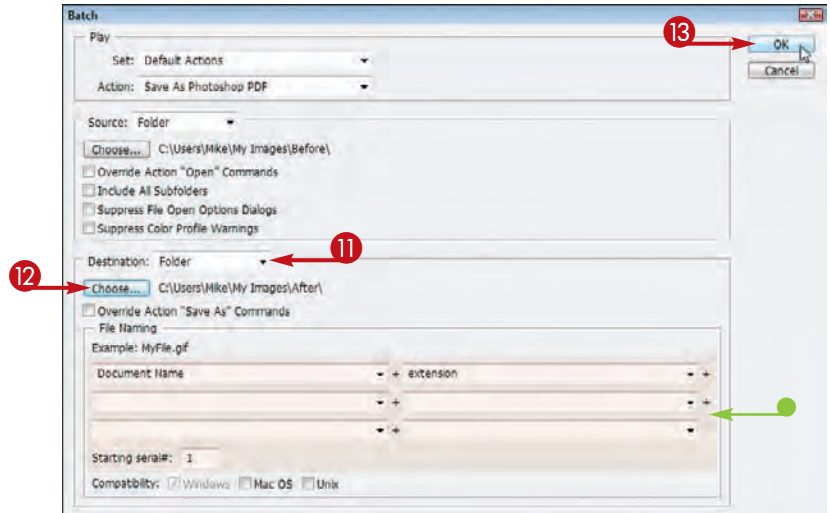 Batch
Play
13
OK
Set: Default Actions
Cancel
Action: Save As Photoshop PDF
Source: Folder
Choose... C:\Users\Mike\My Images\Before\
Override Action "Open" Commands
Include All Subfolders
Suppress File Open Options Dialogs
Suppress Color Profile Warnings
11
Destination: Folder
12
Choose... C:\Users\Mike\My Images\After\
Override Action "Save As" Commands
File Naming
Example: MyFile.gif
Document Name + extension +
+ +
+
Starting serial#: 1
Compatibility: Windows Mac OS Unix